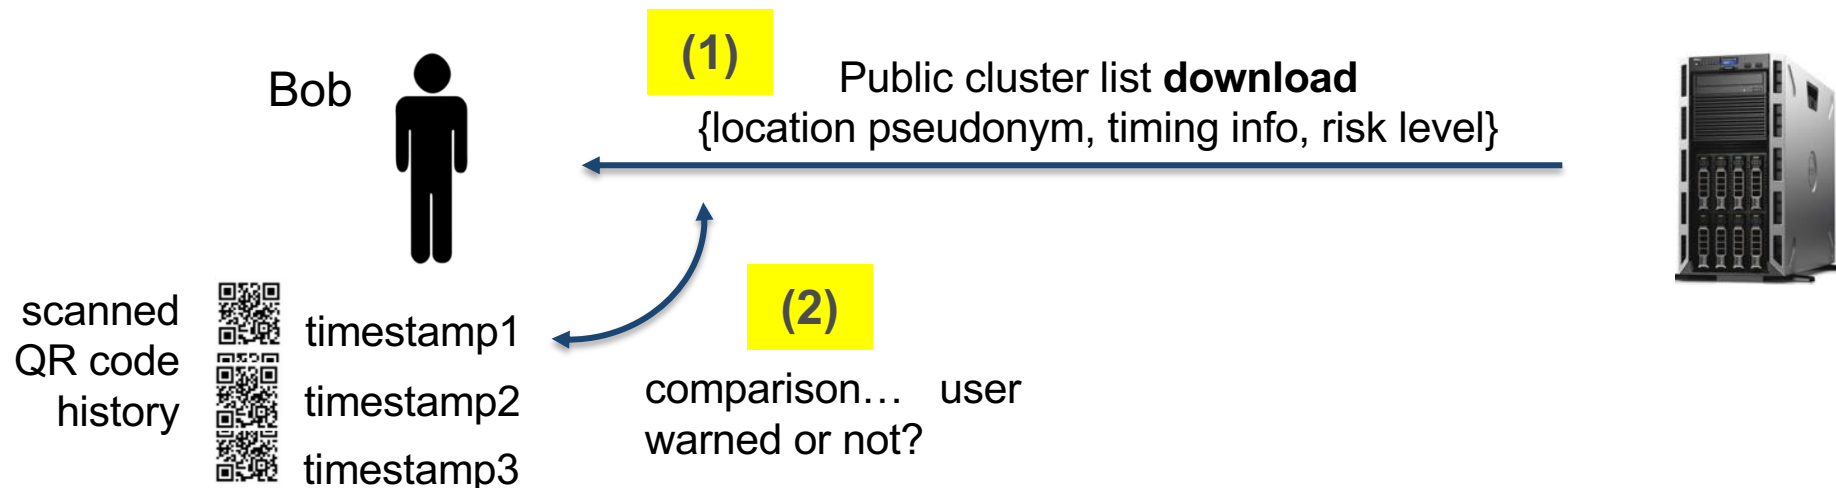 (1)
Bob
Public cluster list download
{location pseudonym, timing info, risk level}
(2)
scanned
QR code
history
timestamp1
timestamp2
timestamp3
comparison… user
warned or not?